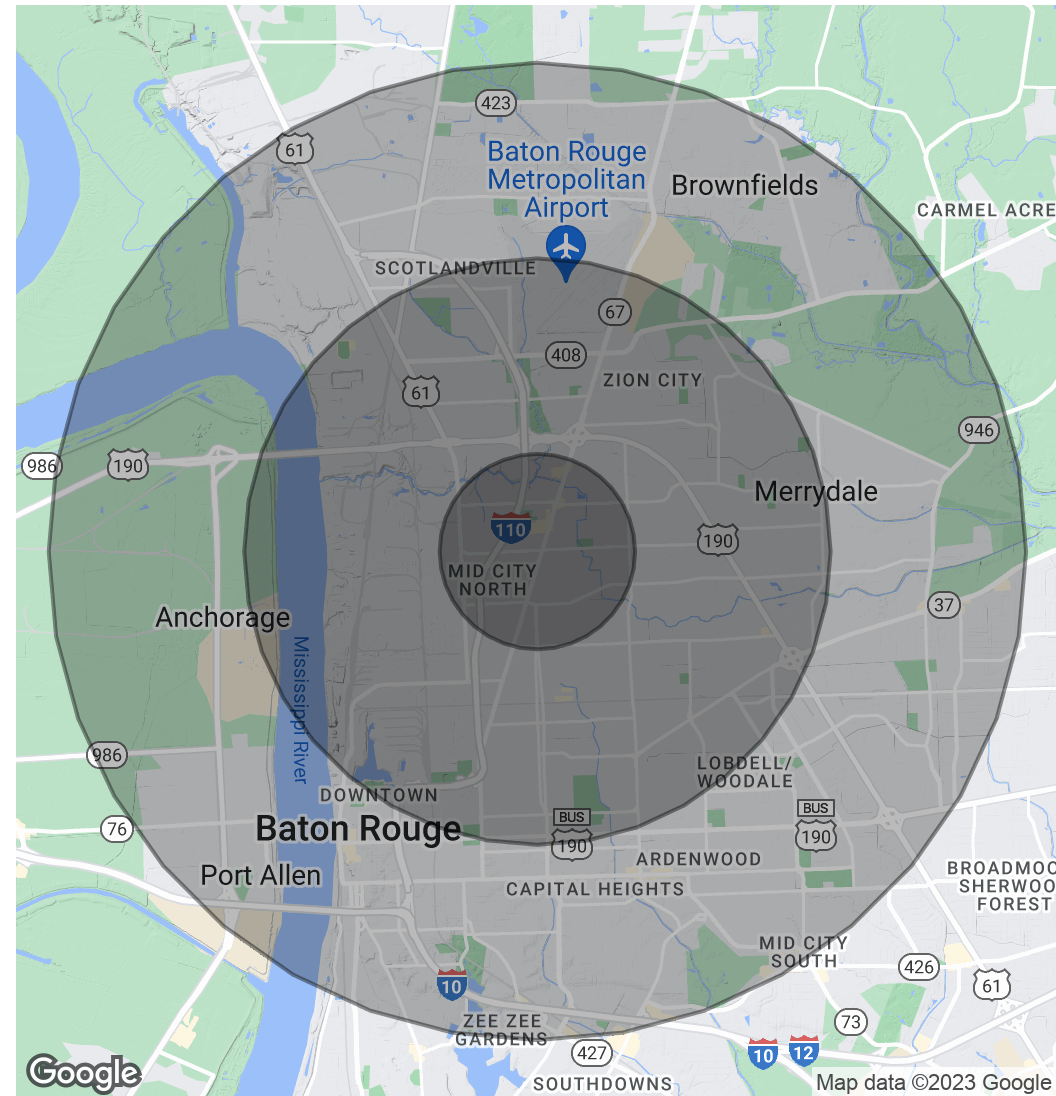 423
61
Baton Rouge
Metropolitan
Airport
Brownfields
CARMEL ACRE
SCOTLANDVILLE
67
408
ZION CITY
61
946
986
190
Merrydale
110
190
MID CITY
NORTH
37
Anchorage
Mississippi River
986
LOBDELL/
WOODALE
DOWNTOWN
BUS
190
BUS
190
76
Baton Rouge
ARDENWOOD
Port Allen
CAPITAL HEIGHTS
BROADMOO
SHERWOO
FOREST
MID CITY
SOUTH
426
10
61
ZEE ZEE
GARDENS
73
427
10
12
Google
SOUTHDOWNS
Map data ©2023 Google